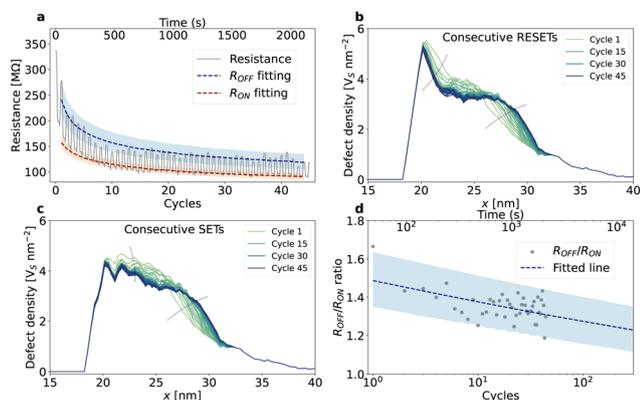 a
Time (s)
0 500 1000 1500 2000
Resistance [MΩ]
350
300
250
200
150
100
Resistance
R_OFF fitting
R_ON fitting
0 10 20 30 40
Cycles
b
Defect density [V_S nm⁻²]
6
4
2
0
Consecutive RESETs
Cycle 1
Cycle 15
Cycle 30
Cycle 45
15 20 25 30 35 40
x [nm]
c
Defect density [V_S nm⁻²]
6
4
2
0
Consecutive SETs
Cycle 1
Cycle 15
Cycle 30
Cycle 45
15 20 25 30 35 40
x [nm]
d
Time (s)
10² 10³ 10⁴
R_OFF/R_ON ratio
1.8
1.6
1.4
1.2
1.0
R_OFF/R_ON
Fitted line
10⁰ 10¹ 10²
Cycles